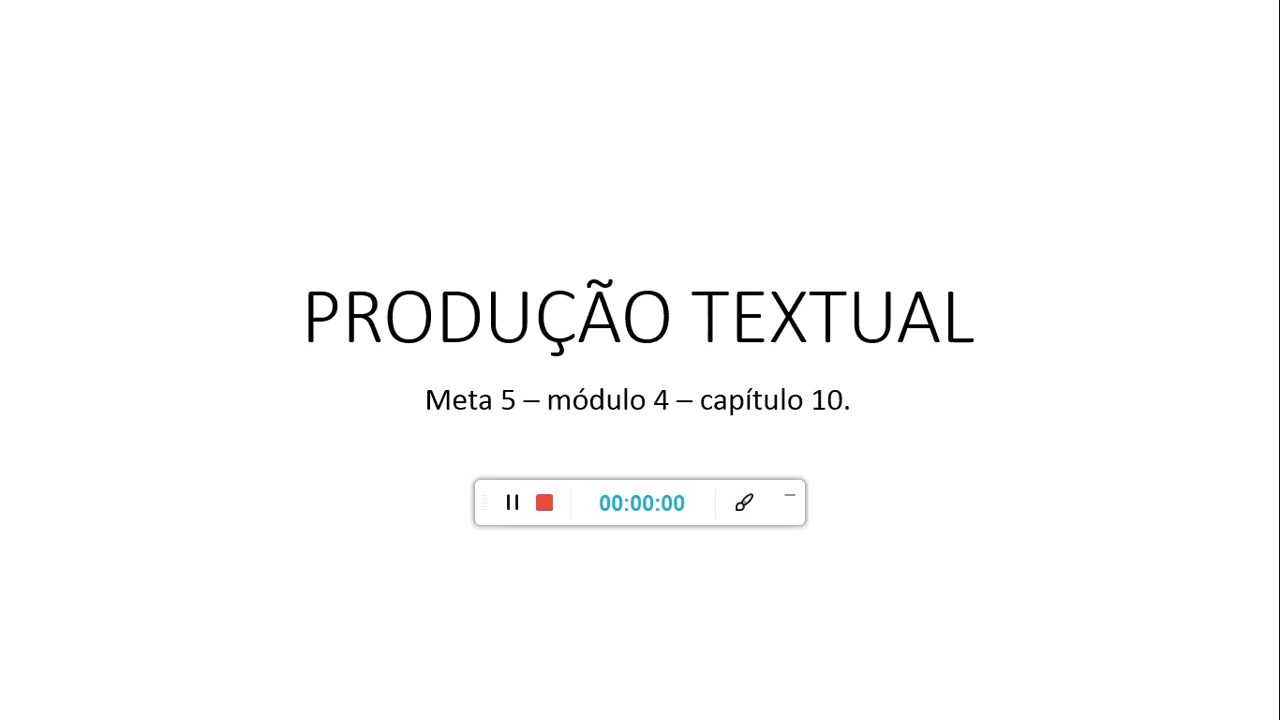 PRODUÇÃO TEXTUAL
Meta 5 – módulo 4 – capítulo 10.
00:00:00